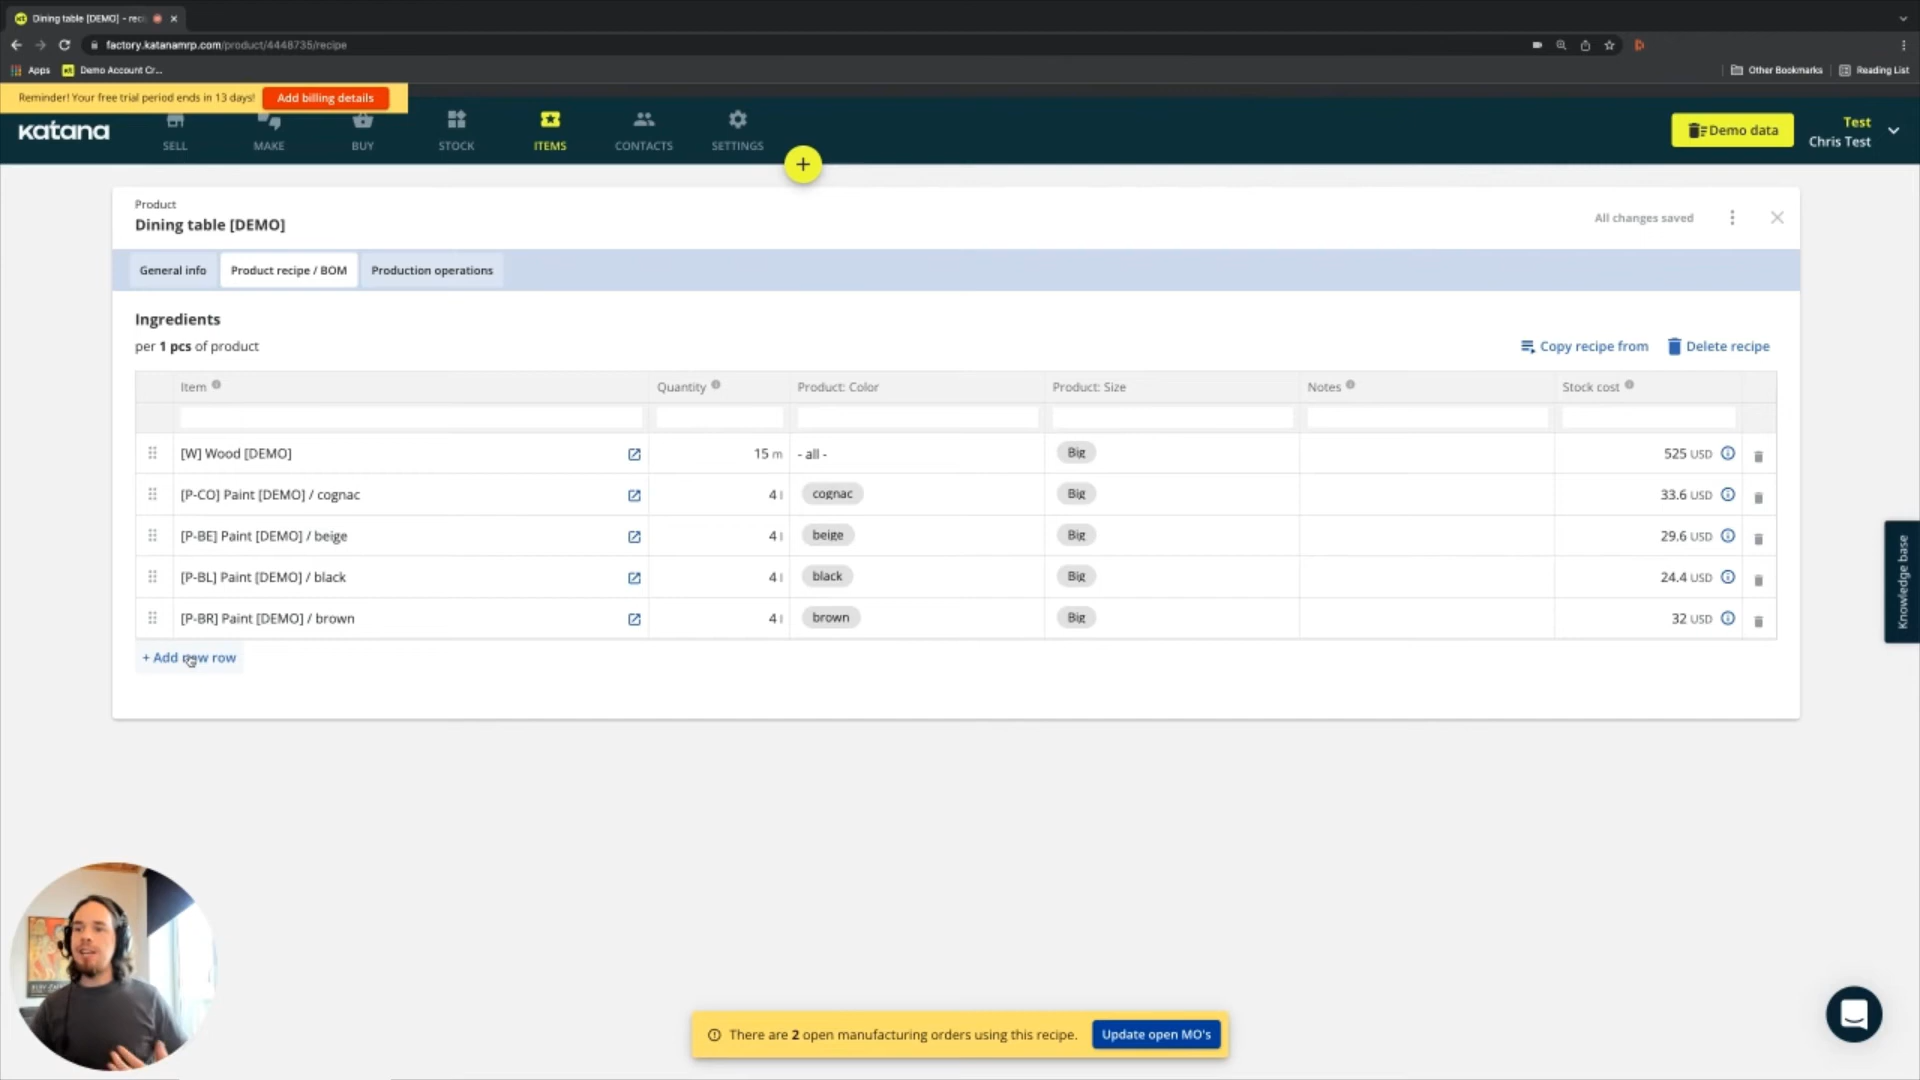 Dining table [DEMO] - reci
factory.katanamrp.com/product/4448735/recipe
Apps
Demo Account Cr...
Other Bookmarks
Reading List
Reminder! Your free trial period ends in 13 days!
Add billing details
katana
SELL
MAKE
BUY
STOCK
ITEMS
CONTACTS
SETTINGS
+
Demo data
Test
Chris Test
Product
Dining table [DEMO]
All changes saved
General info
Product recipe / BOM
Production operations
Ingredients
per 1 pcs of product
Copy recipe from
Delete recipe
Item Quantity Product: Color Product: Size Notes Stock cost
[W] Wood [DEMO] 15 m - all - Big 525 USD
[P-CO] Paint [DEMO] / cognac 4 l cognac Big 33.6 USD
[P-BE] Paint [DEMO] / beige 4 l beige Big 29.6 USD
[P-BL] Paint [DEMO] / black 4 l black Big 24.4 USD
[P-BR] Paint [DEMO] / brown 4 l brown Big 32 USD
+ Add new row
Knowledge base
There are 2 open manufacturing orders using this recipe.
Update open MO's